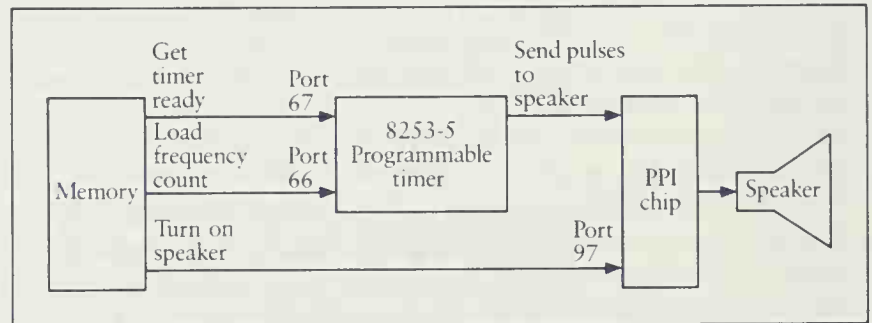 Get
timer
ready
Port
67
Send pulses
to
speaker
Memory
Load
frequency
count
Port
66
8253-5
Programmable
timer
PPI
chip
Speaker
Turn on
speaker
Port
97